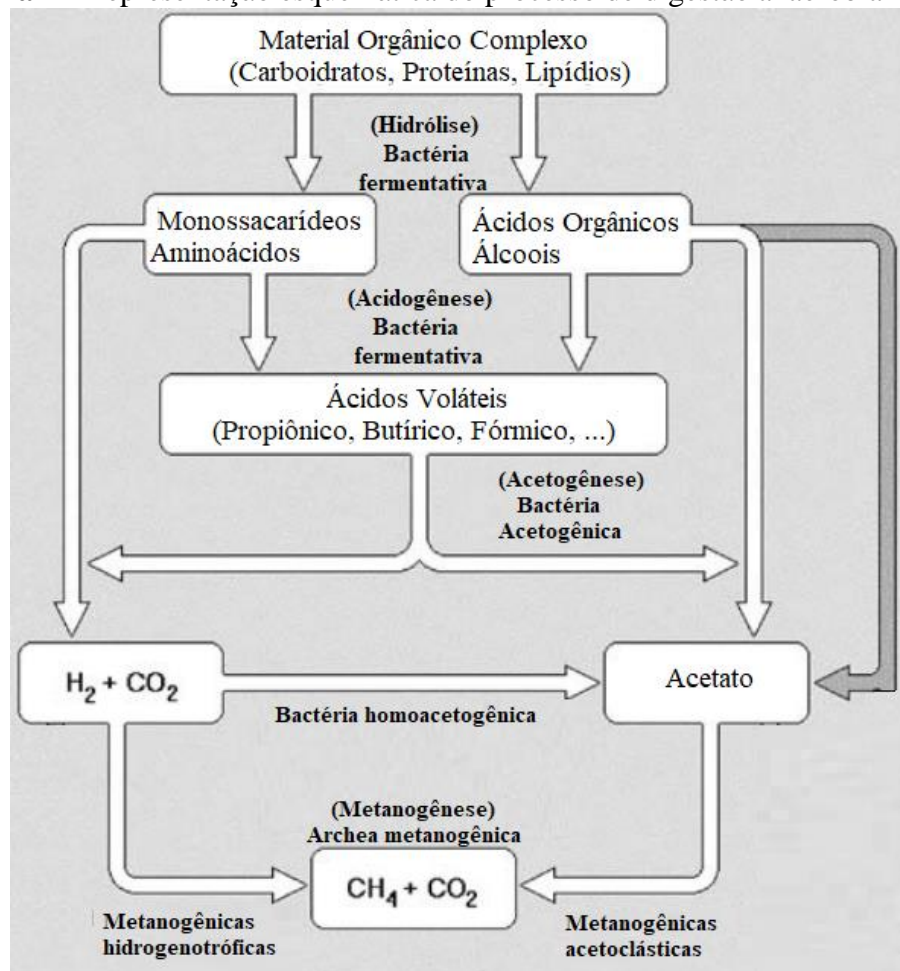 Material Orgânico Complexo
(Carboidratos, Proteínas, Lipídios)
(Hidrólise)
Bactéria
fermentativa
Monossacarídeos
Aminoácidos
Ácidos Orgânicos
Álcoois
(Acidogênese)
Bactéria
fermentativa
Ácidos Voláteis
(Propiônico, Butírico, Fórmico, ...)
(Acetogênese)
Bactéria
Acetogênica
H₂ + CO₂
Acetato
Bactéria homoacetogênica
(Metanogênese)
Archea metanogênica
CH₄ + CO₂
Metanogênicas
hidrogenotróficas
Metanogênicas
acetoclásticas